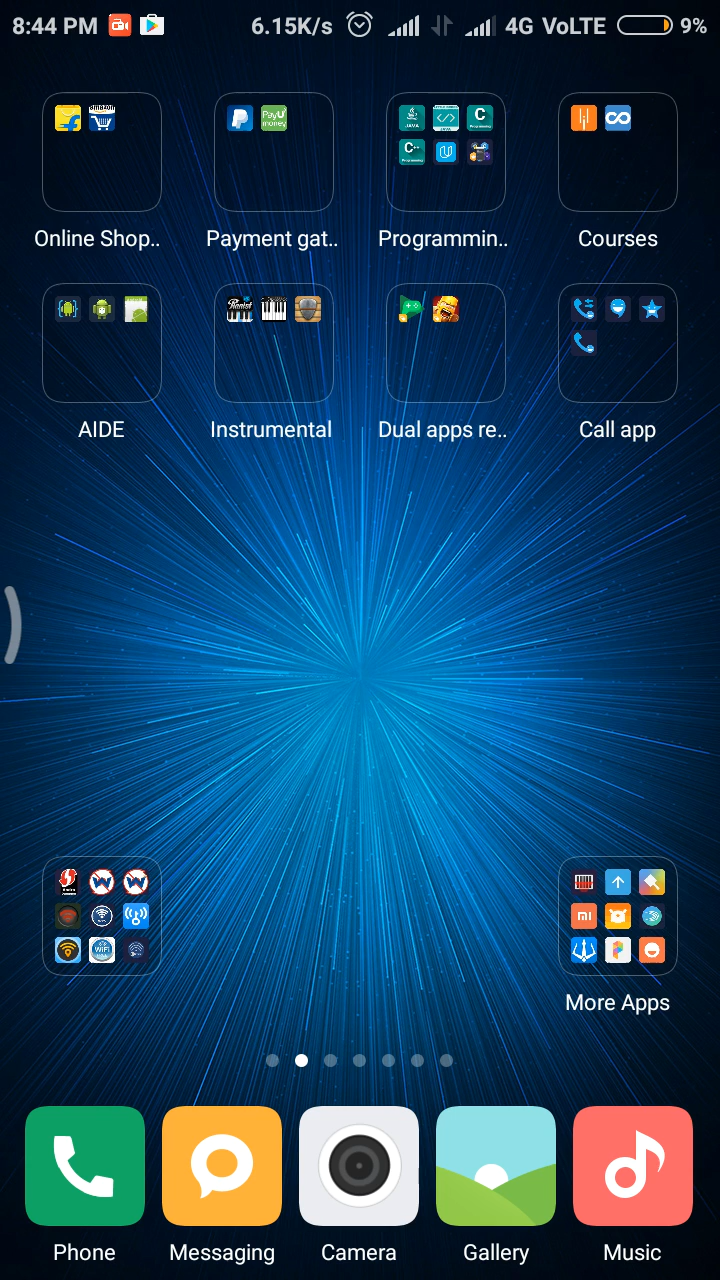 8:44 PM 6.15K/s 4G VoLTE 9%
Online Shop.. Payment gat.. Programmin.. Courses
AIDE Instrumental Dual apps re.. Call app
More Apps
Phone Messaging Camera Gallery Music